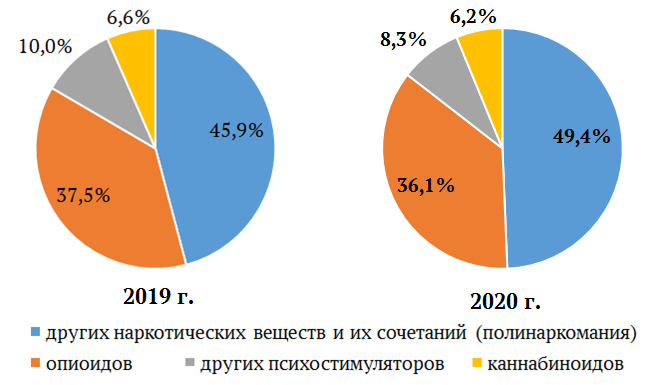 6,6%
10,0%
45,9%
37,5%
2019 г.
6,2%
8,3%
49,4%
36,1%
2020 г.
других наркотических веществ и их сочетаний (полинаркомания)
опиоидов других психостимуляторов каннабиноидов